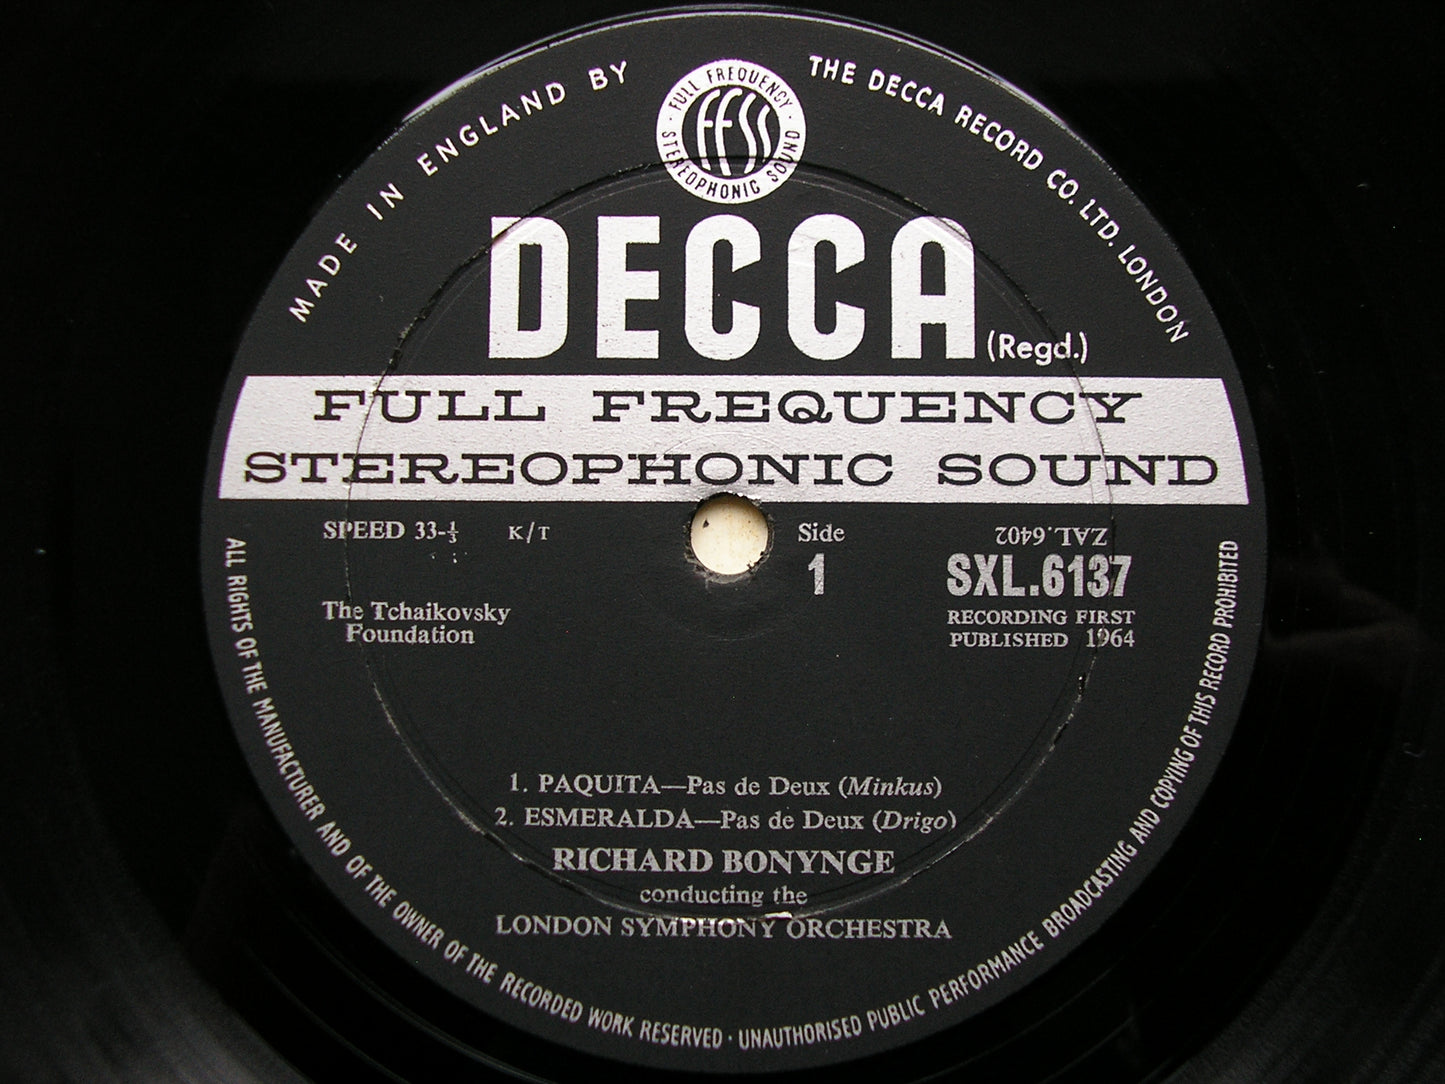 MADE IN ENGLAND BY
THE DECCA RECORD CO. LTD. LONDON
FULL FREQUENCY
FFSS
STEREOPHONIC SOUND
DECCA
(Regd.)
FULL FREQUENCY
STEREOPHONIC SOUND
SPEED 33-⅓ K/T
Side
1
ZAL.6402
SXL.6137
RECORDING FIRST
PUBLISHED 1964
The Tchaikovsky
Foundation
1. PAQUITA—Pas de Deux (Minkus)
2. ESMERALDA—Pas de Deux (Drigo)
RICHARD BONYNGE
conducting the
LONDON SYMPHONY ORCHESTRA
ALL RIGHTS OF THE MANUFACTURER AND OF THE OWNER OF THE RECORDED WORK RESERVED · UNAUTHORISED PUBLIC PERFORMANCE BROADCASTING AND COPYING OF THIS RECORD PROHIBITED